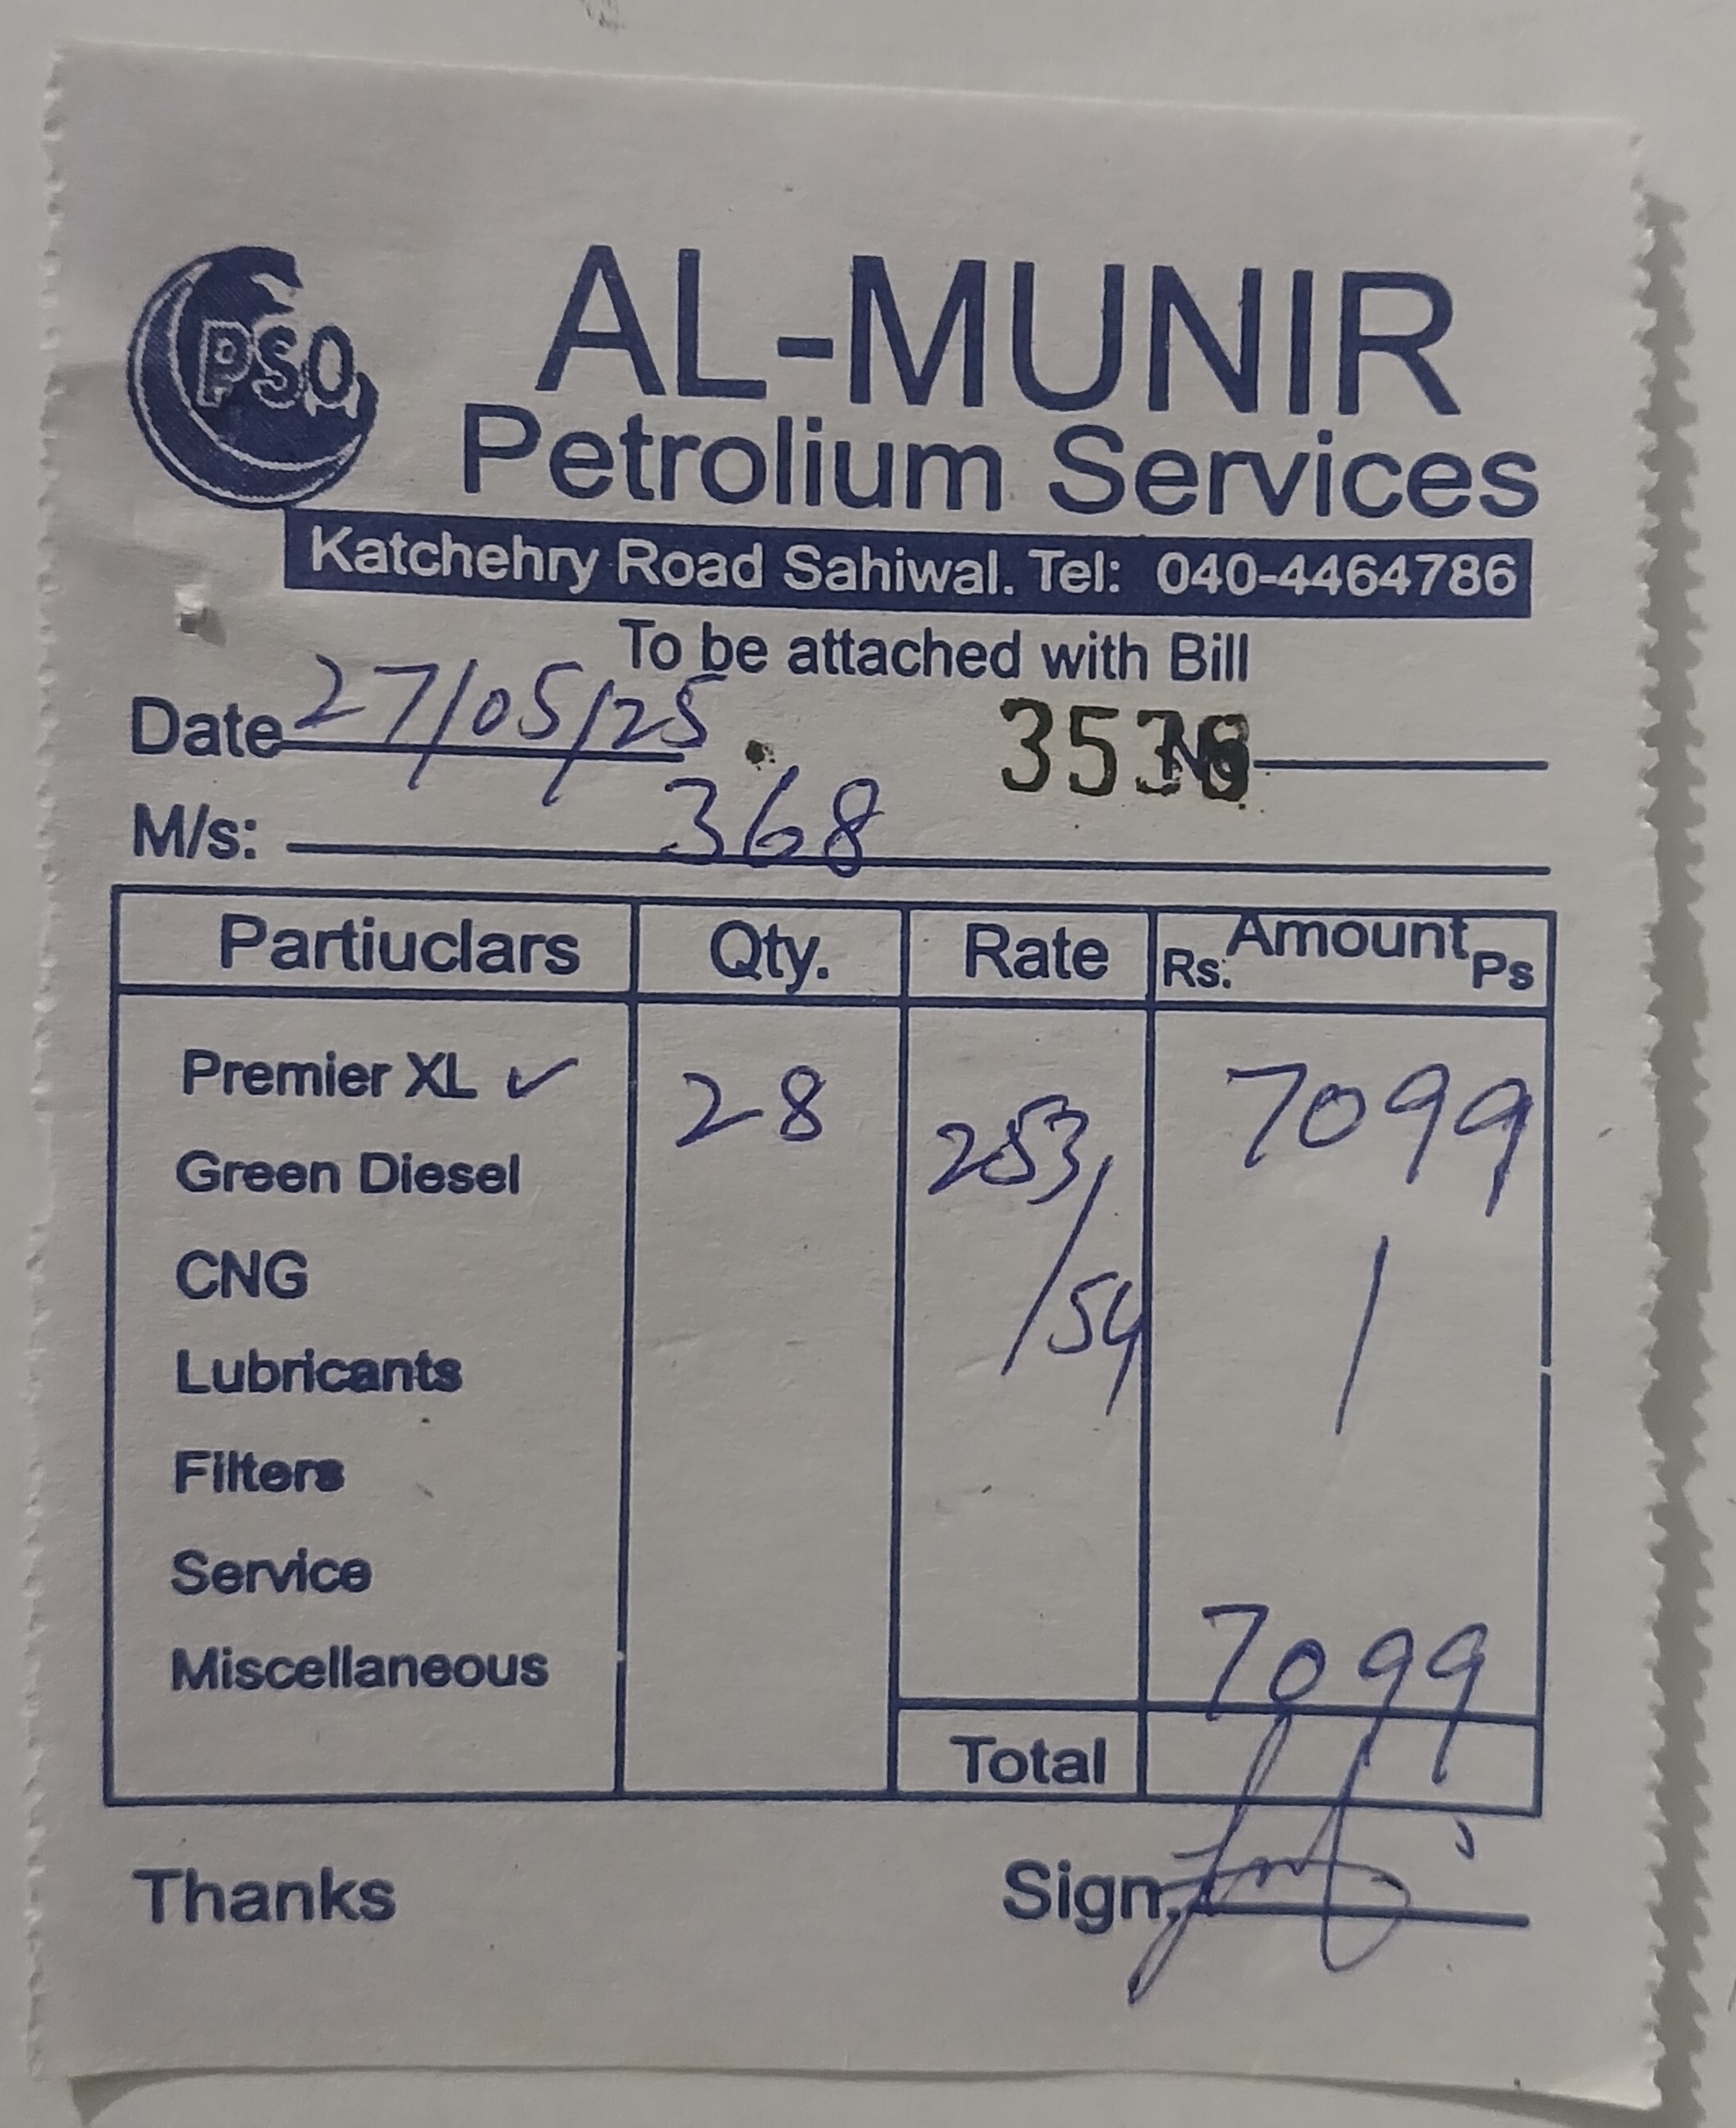 PSO
AL-MUNIR
Petrolium Services
Katchehry Road Sahiwal. Tel: 040-4464786
To be attached with Bill
Date 27/05/25
M/s: 368
Partiuclars Qty. Rate Amount Rs. Ps
Premier XL ✓ 28 253/54 7099
Green Diesel
CNG
Lubricants
Filters
Service
Miscellaneous
Total 7099
Thanks Sign.